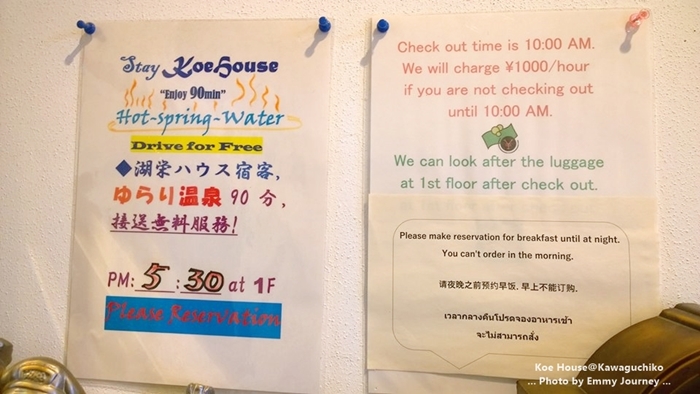 Stay KoeHouse
"Enjoy 90min"
Hot-spring-Water
Drive for Free
◆湖栄ハウス宿客,
ゆらり温泉 90 分,
接送無料服務!
PM: 5 : 30 at 1F
Please Reservation
Check out time is 10:00 AM.
We will charge ¥1000/hour
if you are not checking out
until 10:00 AM.
We can look after the luggage
at 1st floor after check out.
Please make reservation for breakfast until at night.
You can't order in the morning.
请夜晚之前预约早饭. 早上不能订购.
เวลากลางคืนโปรดจองอาหารเช้า
จะไม่สามารถสั่ง
Koe House@Kawaguchiko
... Photo by Emmy Journey ...